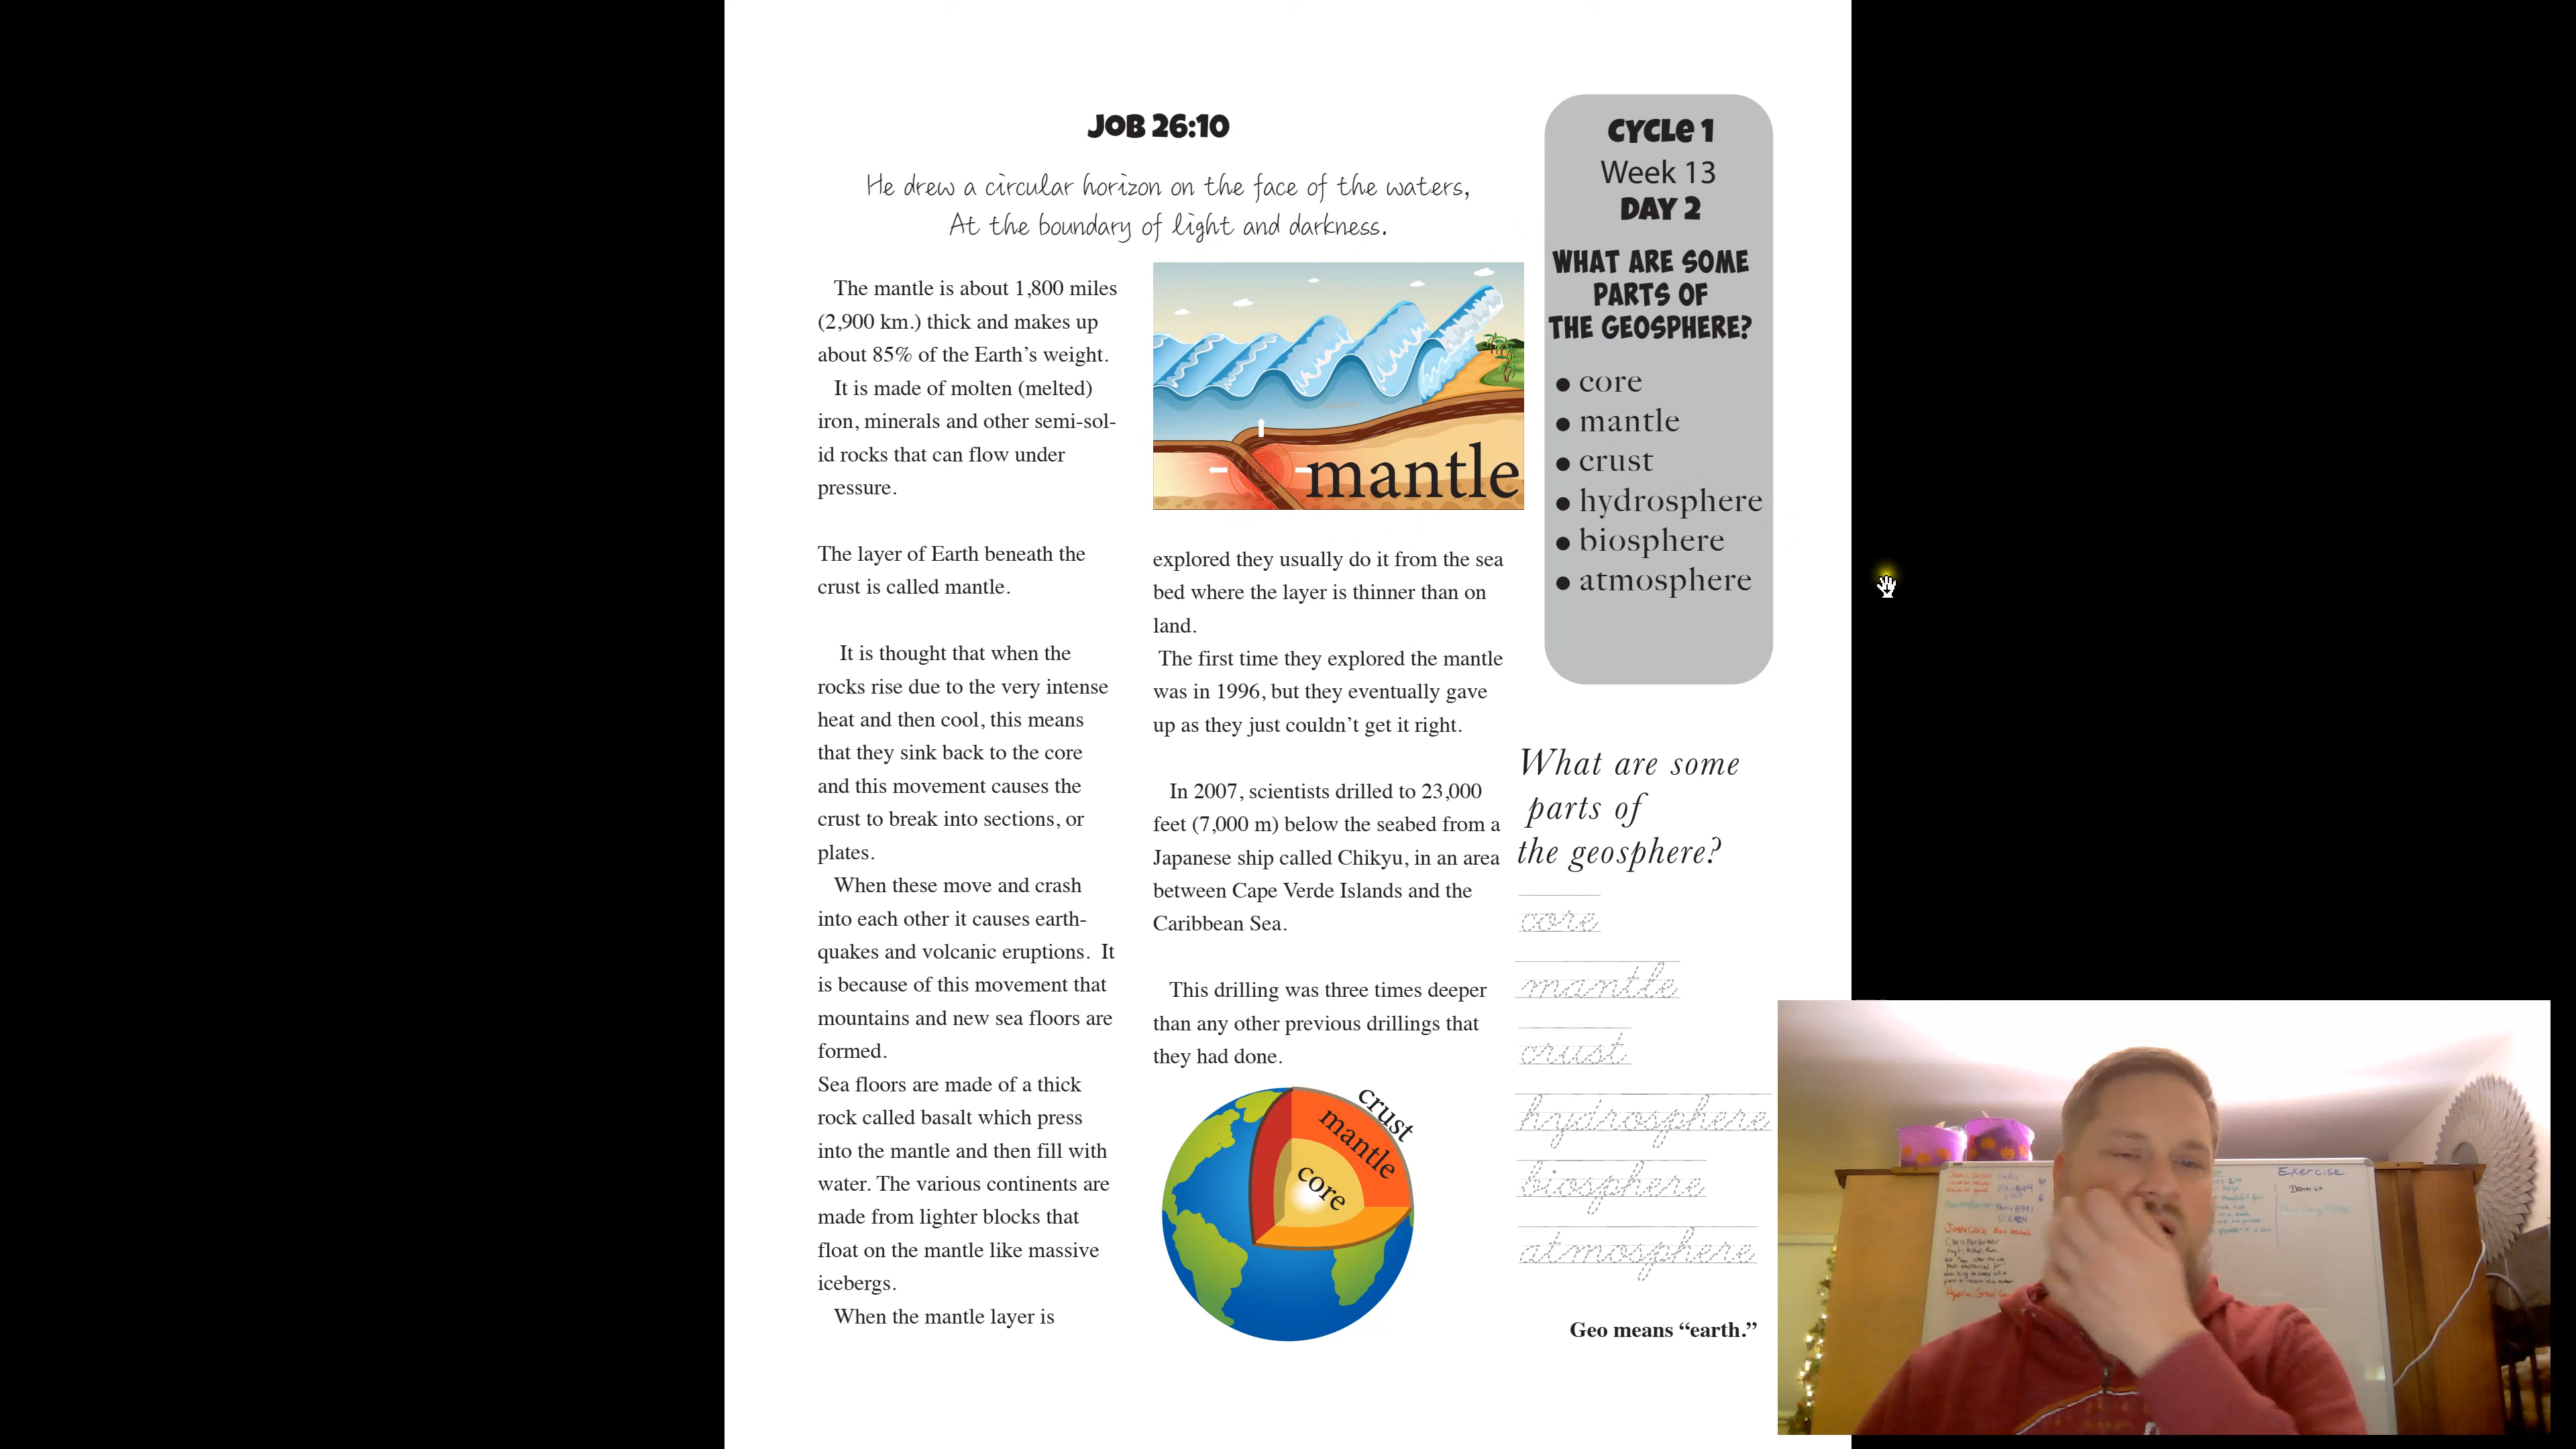 JOB 26:10
He drew a circular horizon on the face of the waters,
At the boundary of light and darkness.
The mantle is about 1,800 miles
(2,900 km.) thick and makes up
about 85% of the Earth's weight.
It is made of molten (melted)
iron, minerals and other semi-sol-
id rocks that can flow under
pressure.
The layer of Earth beneath the
crust is called mantle.
It is thought that when the
rocks rise due to the very intense
heat and then cool, this means
that they sink back to the core
and this movement causes the
crust to break into sections, or
plates.
When these move and crash
into each other it causes earth-
quakes and volcanic eruptions. It
is because of this movement that
mountains and new sea floors are
formed.
Sea floors are made of a thick
rock called basalt which press
into the mantle and then fill with
water. The various continents are
made from lighter blocks that
float on the mantle like massive
icebergs.
When the mantle layer is
mantle
explored they usually do it from the sea
bed where the layer is thinner than on
land.
The first time they explored the mantle
was in 1996, but they eventually gave
up as they just couldn't get it right.
In 2007, scientists drilled to 23,000
feet (7,000 m) below the seabed from a
Japanese ship called Chikyu, in an area
between Cape Verde Islands and the
Caribbean Sea.
This drilling was three times deeper
than any other previous drillings that
they had done.
crust
mantle
core
CYCLe 1
Week 13
DAY 2
WHAT ARE SOME
PARTS OF
THE GEOSPHERE?
• core
• mantle
• crust
• hydrosphere
• biosphere
• atmosphere
What are some
parts of
the geosphere?
core
mantle
crust
hydrosphere
biosphere
atmosphere
Geo means “earth.”
Exercise